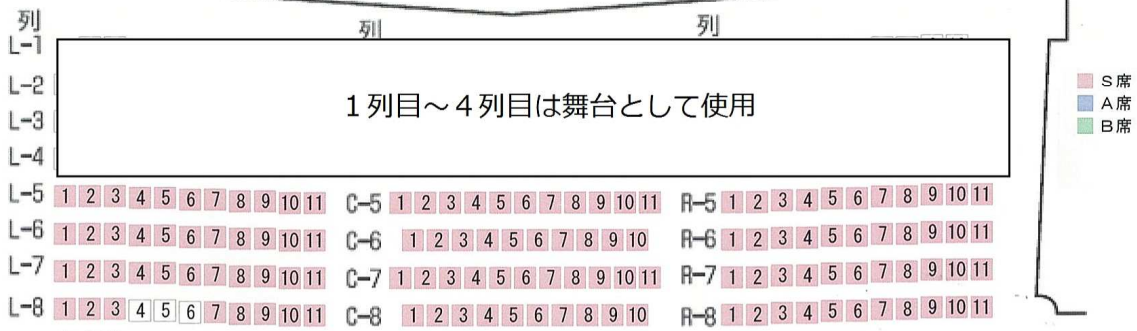 列 列 列
L-1
１列目～４列目は舞台として使用
L-2
L-3
L-4
S席
A席
B席
L-5 1 2 3 4 5 6 7 8 9 10 11 C-5 1 2 3 4 5 6 7 8 9 10 11 R-5 1 2 3 4 5 6 7 8 9 10 11
L-6 1 2 3 4 5 6 7 8 9 10 11 C-6 1 2 3 4 5 6 7 8 9 10 R-6 1 2 3 4 5 6 7 8 9 10 11
L-7 1 2 3 4 5 6 7 8 9 10 11 C-7 1 2 3 4 5 6 7 8 9 10 11 R-7 1 2 3 4 5 6 7 8 9 10 11
L-8 1 2 3 4 5 6 7 8 9 10 11 C-8 1 2 3 4 5 6 7 8 9 10 R-8 1 2 3 4 5 6 7 8 9 10 11